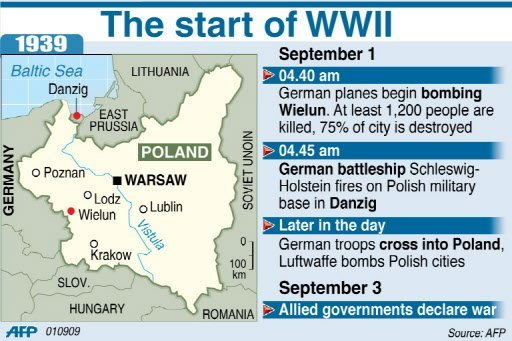 The start of WWII
1939
Baltic Sea
Danzig
LITHUANIA
EAST
PRUSSIA
POLAND
GERMANY
SOVIET UNOIN
Poznan
WARSAW
Lodz
Lublin
Wielun
Vistula
Krakow
0
100
km
SLOV.
HUNGARY
ROMANIA
September 1
04.40 am
German planes begin bombing
Wielun. At least 1,200 people are
killed, 75% of city is destroyed
04.45 am
German battleship Schleswig-
Holstein fires on Polish military
base in Danzig
Later in the day
German troops cross into Poland,
Luftwaffe bombs Polish cities
September 3
Allied governments declare war
AFP 010909
Source: AFP